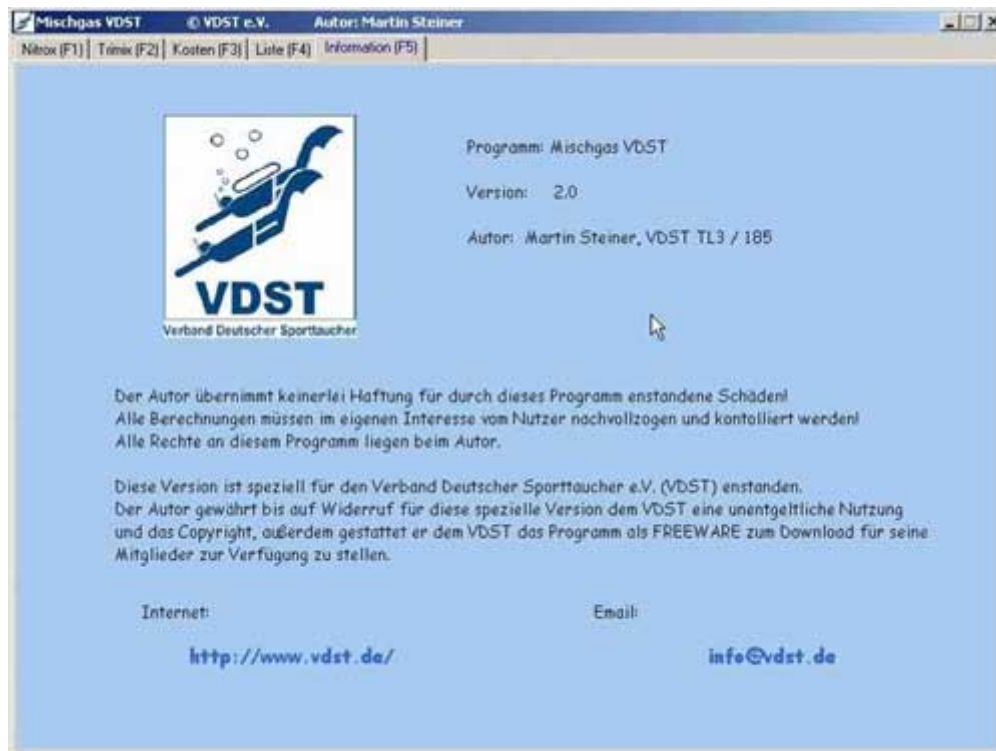 Mischgas VDST © VDST e.V. Autor: Martin Steiner
Nitrox (F1) Trimix (F2) Kosten (F3) Liste (F4) Information (F5)
Programm: Mischgas VDST
Version: 2.0
Autor: Martin Steiner, VDST TL3 / 185
VDST
Verband Deutscher Sporttaucher
Der Autor übernimmt keinerlei Haftung für durch dieses Programm enstandene Schäden!
Alle Berechnungen müssen im eigenen Interesse vom Nutzer nachvollzogen und kontolliert werden!
Alle Rechte an diesem Programm liegen beim Autor.
Diese Version ist speziell für den Verband Deutscher Sporttaucher e.V. (VDST) enstanden.
Der Autor gewährt bis auf Widerruf für diese spezielle Version dem VDST eine unentgeltliche Nutzung
und das Copyright, außerdem gestattet er dem VDST das Programm als FREEWARE zum Download für seine
Mitglieder zur Verfügung zu stellen.
Internet: Email:
http://www.vdst.de/ info@vdst.de